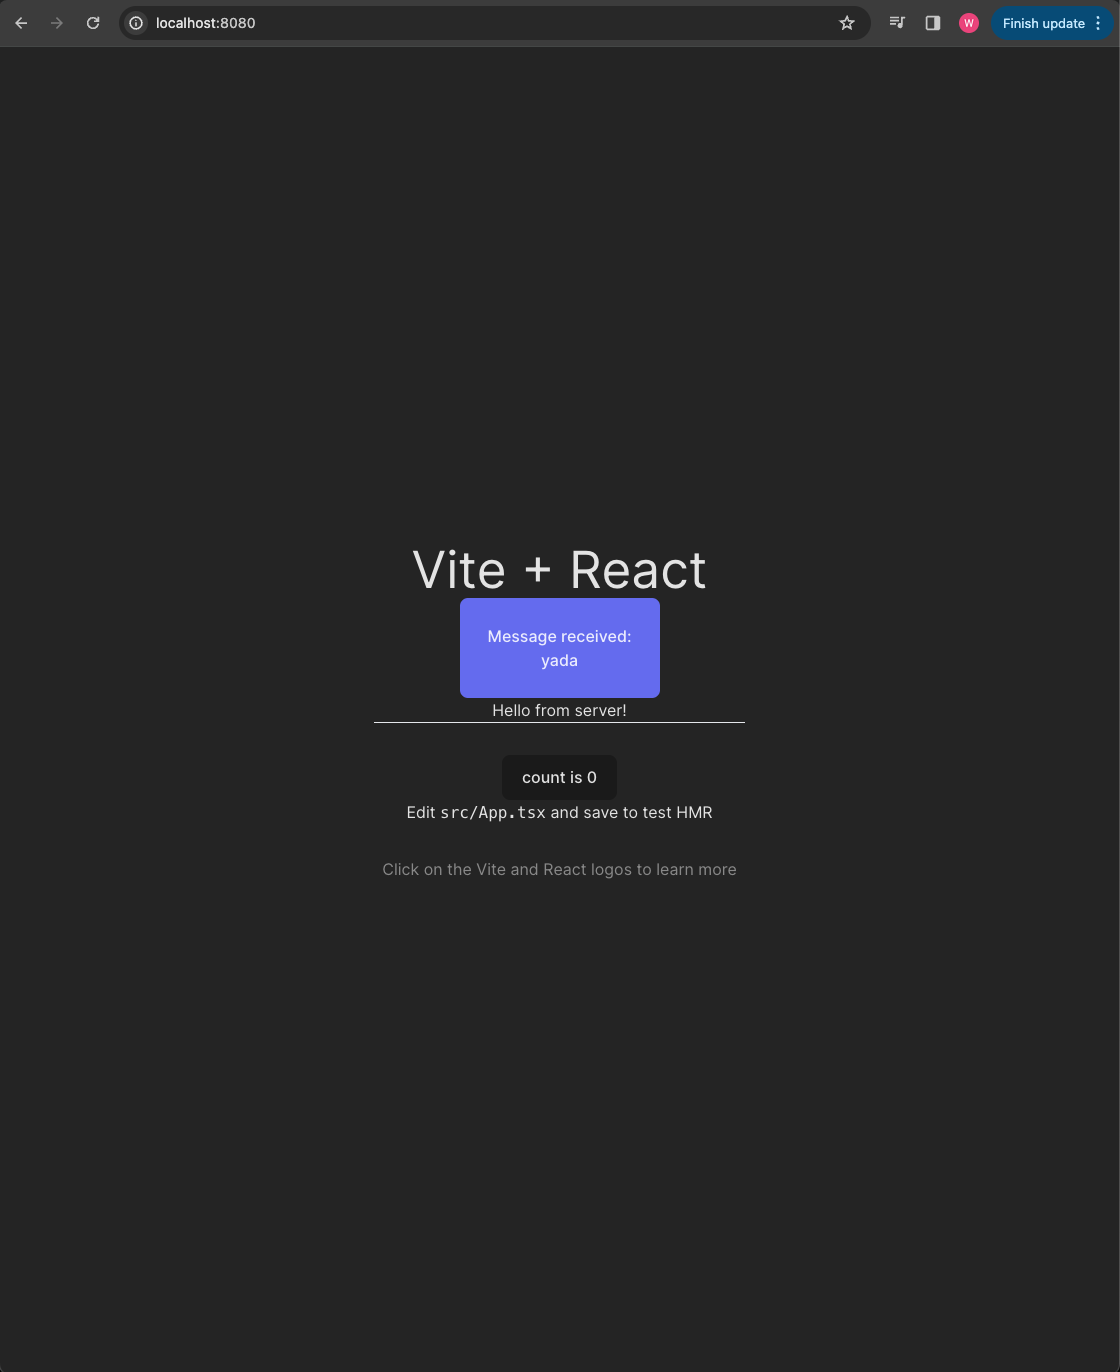 localhost:8080
W
Finish update
Vite + React
Message received:
yada
Hello from server!
count is 0
Edit src/App.tsx and save to test HMR
Click on the Vite and React logos to learn more